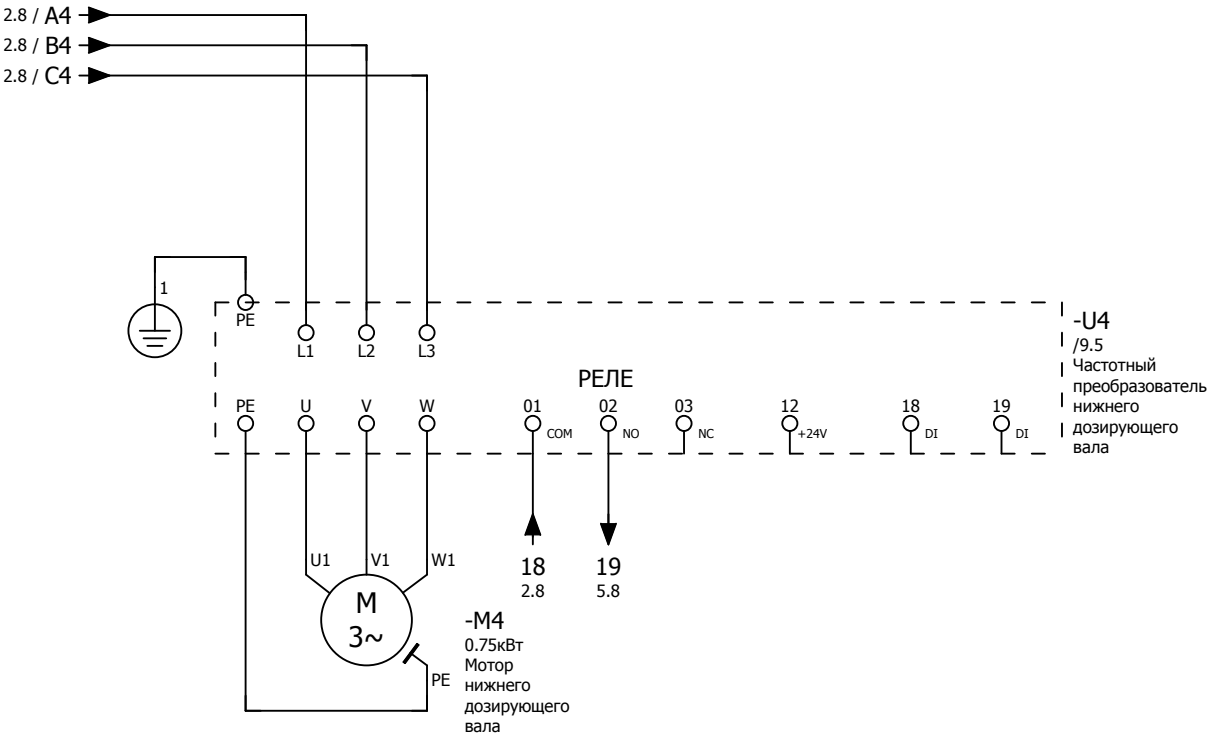 2.8 / A4
2.8 / B4
2.8 / C4
1
PE
L1 L2 L3
-U4
/9.5
Частотный
преобразователь
нижнего
дозирующего
вала
РЕЛЕ
PE U V W 01 02 03 12 18 19
COM NO NC +24V DI DI
U1 V1 W1
18 19
2.8 5.8
M
3~
-M4
0.75кВт
Мотор
нижнего
дозирующего
вала
PE